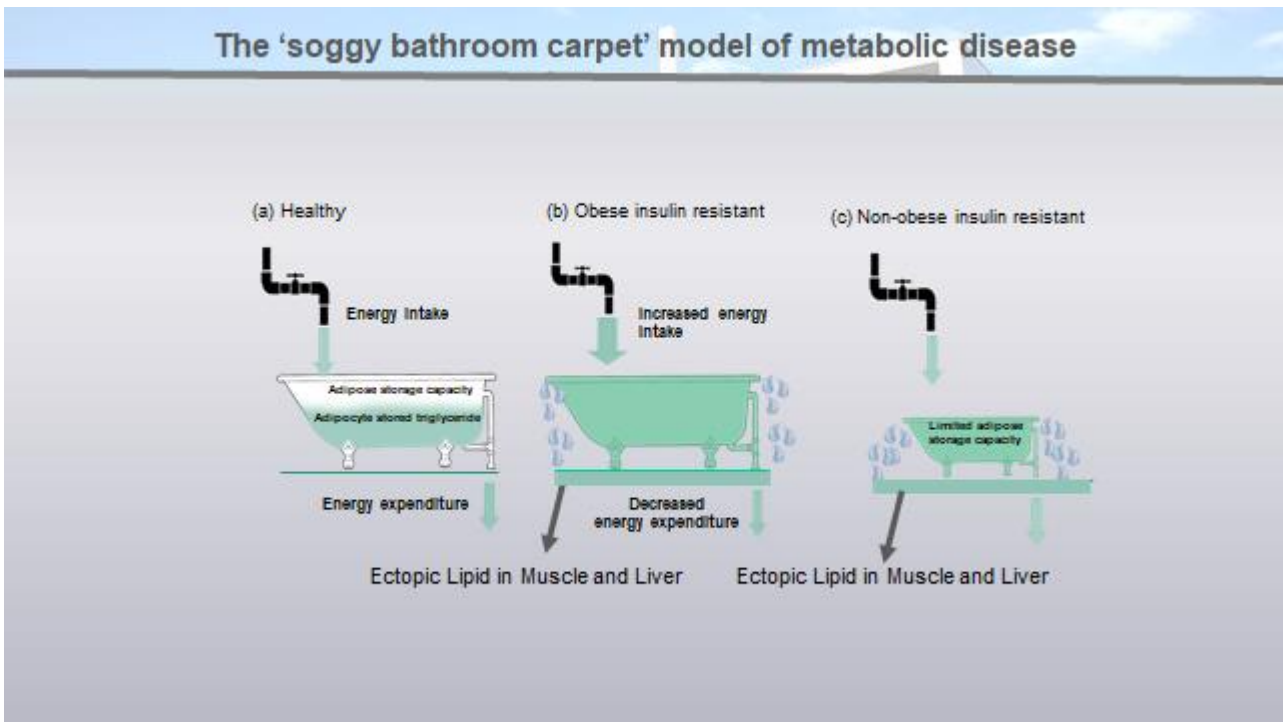 The ‘soggy bathroom carpet’ model of metabolic disease
(a) Healthy
(b) Obese insulin resistant
(c) Non-obese insulin resistant
Energy Intake
Increased energy
Intake
Adipose storage capacity
Adipocyte stored triglyceride
Limited adipose
storage capacity
Energy expenditure
Decreased
energy expenditure
Ectopic Lipid in Muscle and Liver
Ectopic Lipid in Muscle and Liver